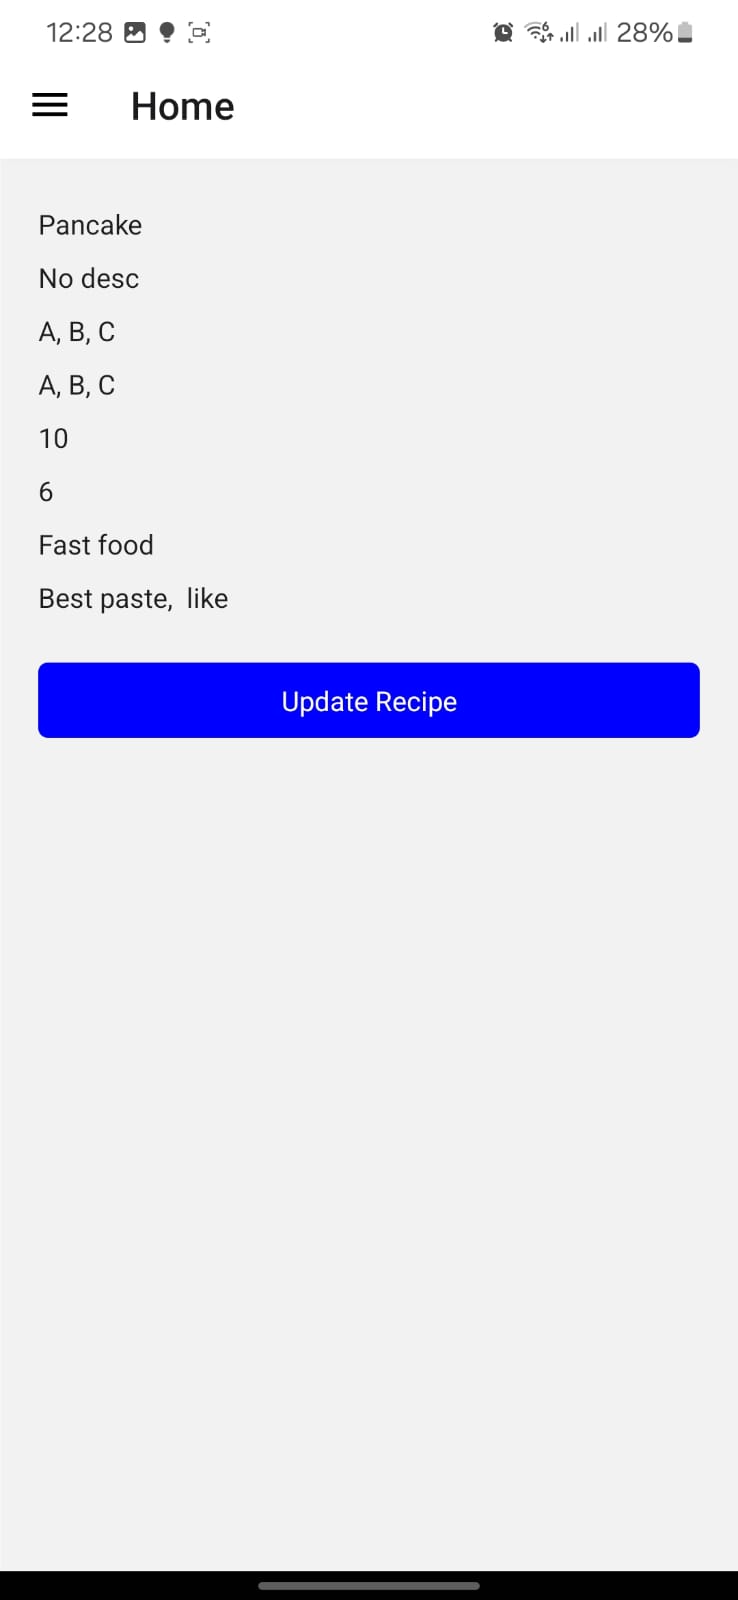 12:28 28%
Home
Pancake
No desc
A, B, C
A, B, C
10
6
Fast food
Best paste,  like
Update Recipe